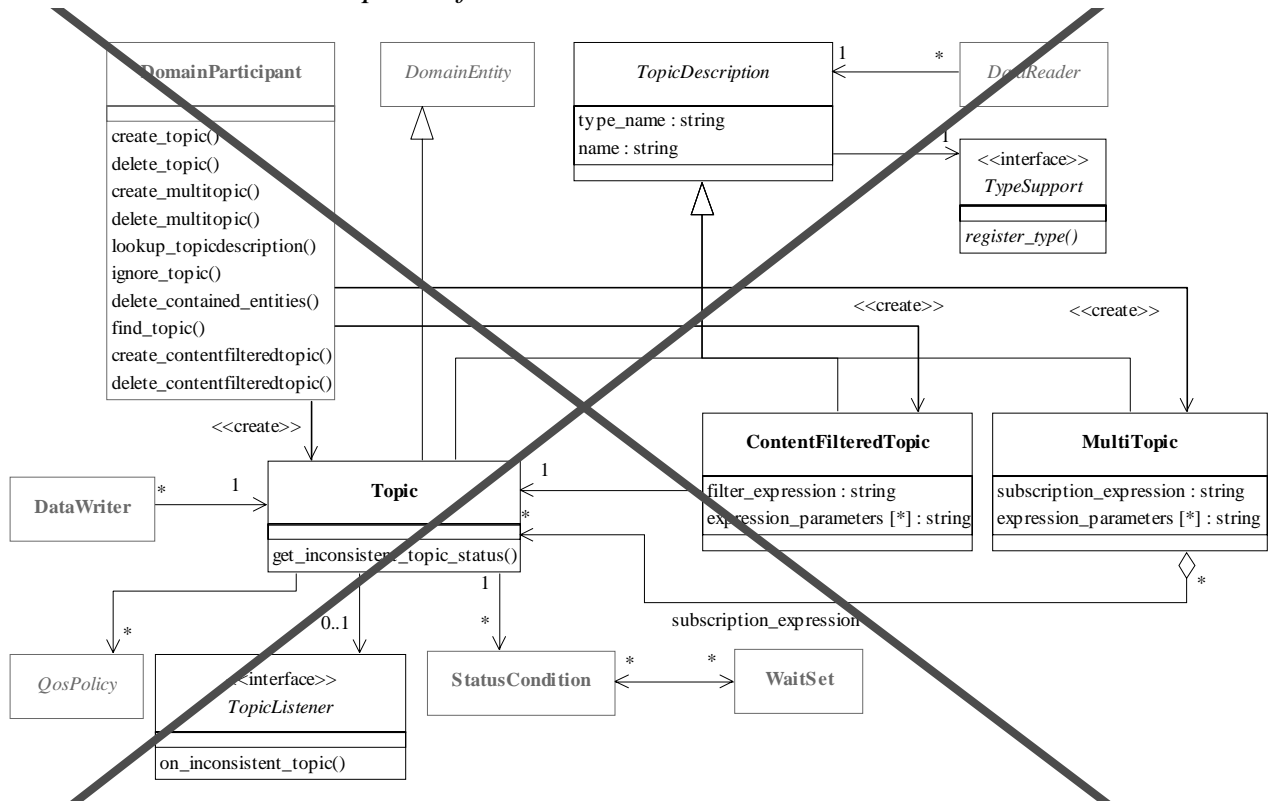 DomainParticipant
create_topic()
delete_topic()
create_multitopic()
delete_multitopic()
lookup_topicdescription()
ignore_topic()
delete_contained_entities()
find_topic()
create_contentfilteredtopic()
delete_contentfilteredtopic()
DomainEntity
TopicDescription
type_name : string
name : string
1
*
DataReader
1
<<interface>>
TypeSupport
register_type()
<<create>>
<<create>>
<<create>>
ContentFilteredTopic
filter_expression : string
expression_parameters [*] : string
MultiTopic
subscription_expression : string
expression_parameters [*] : string
DataWriter
*
1
Topic
get_inconsistent_topic_status()
1
*
*
subscription_expression
*
QosPolicy
0..1
<<interface>>
TopicListener
on_inconsistent_topic()
1
*
StatusCondition
*
*
WaitSet